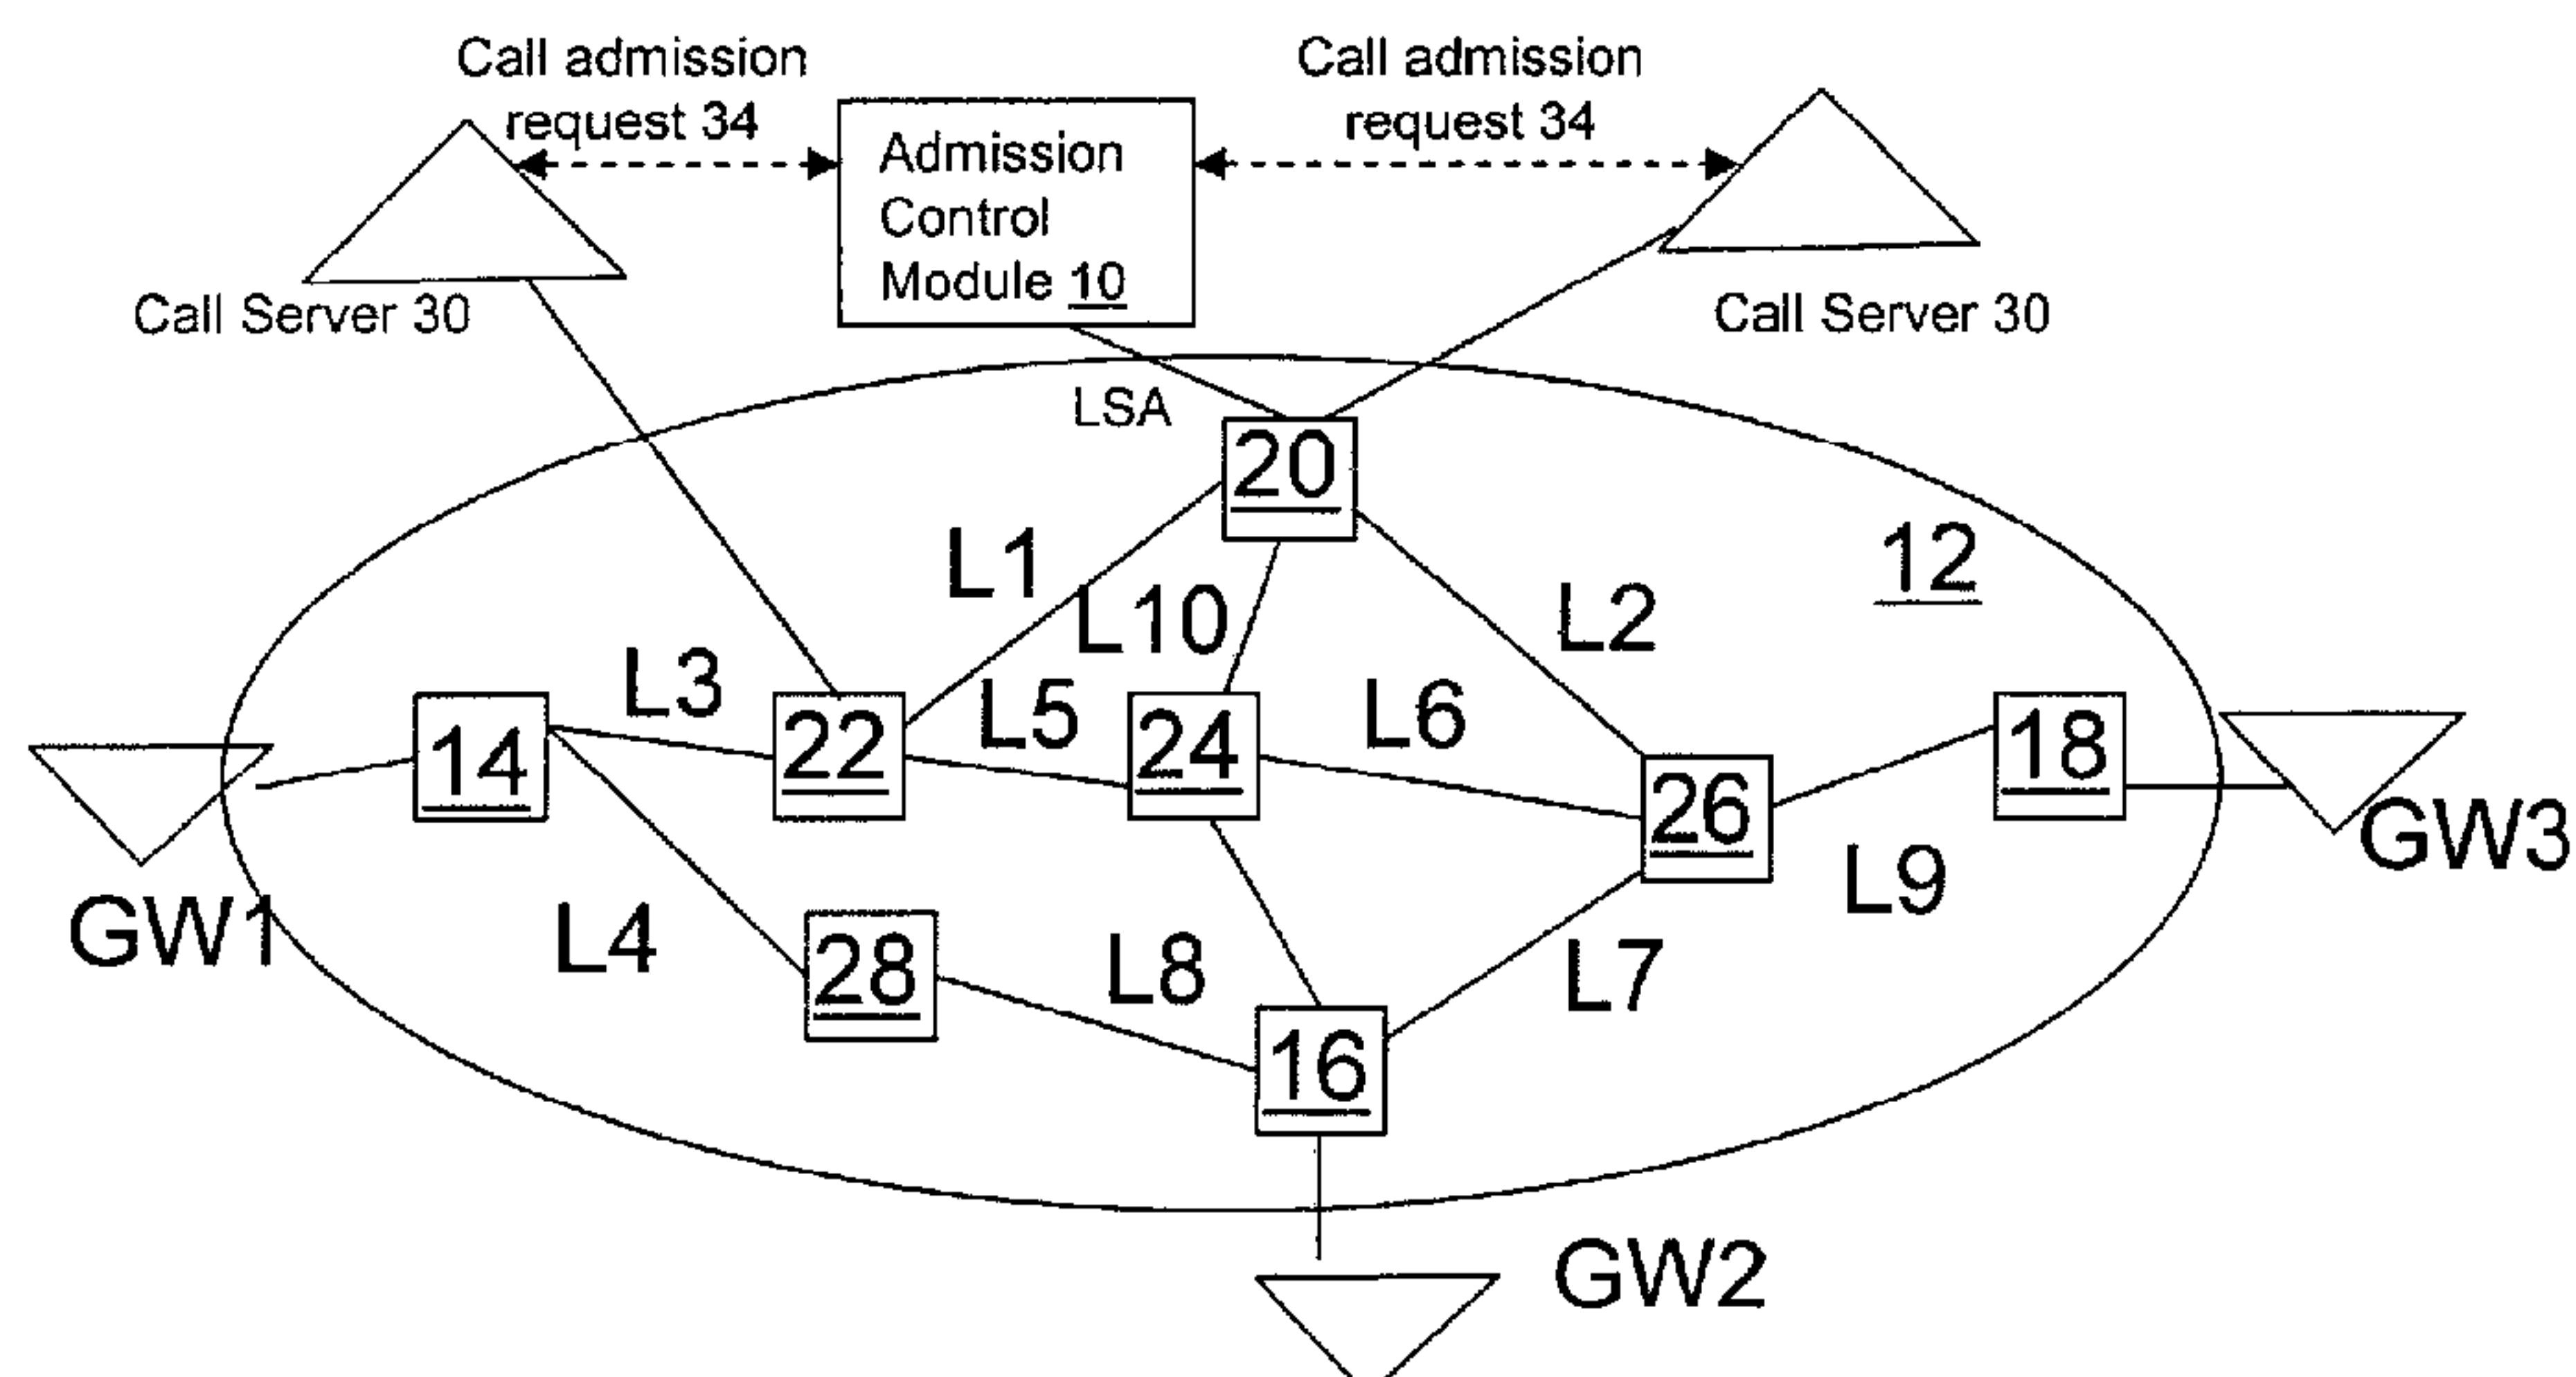 Call admission
request 34
Call admission
request 34
Admission
Control
Module 10
Call Server 30
Call Server 30
LSA
20
12
L1
L10
L2
L3
L5
L6
14
22
24
26
18
GW1
GW3
L4
L9
28
L8
L7
16
GW2